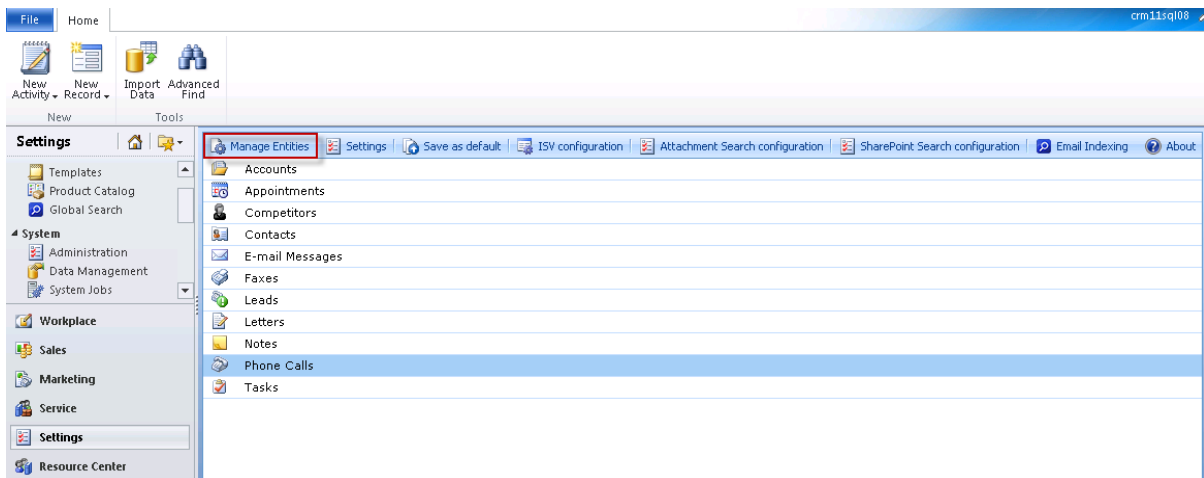 File Home crm11sql08
New Activity New Record Import Data Advanced Find
New Tools
Settings
Manage Entities Settings Save as default ISV configuration Attachment Search configuration SharePoint Search configuration Email Indexing About
Templates
Product Catalog
Global Search
System
Administration
Data Management
System Jobs
Workplace
Sales
Marketing
Service
Settings
Resource Center
Accounts
Appointments
Competitors
Contacts
E-mail Messages
Faxes
Leads
Letters
Notes
Phone Calls
Tasks